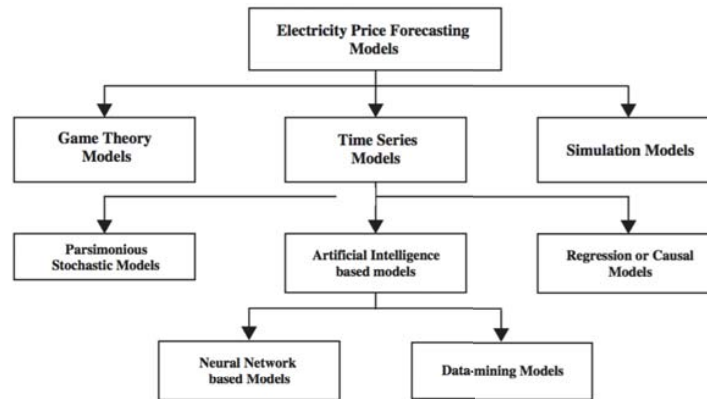 Electricity Price Forecasting
Models
Game Theory
Models
Time Series
Models
Simulation Models
Parsimonious
Stochastic Models
Artificial Intelligence
based models
Regression or Causal
Models
Neural Network
based Models
Data-mining Models